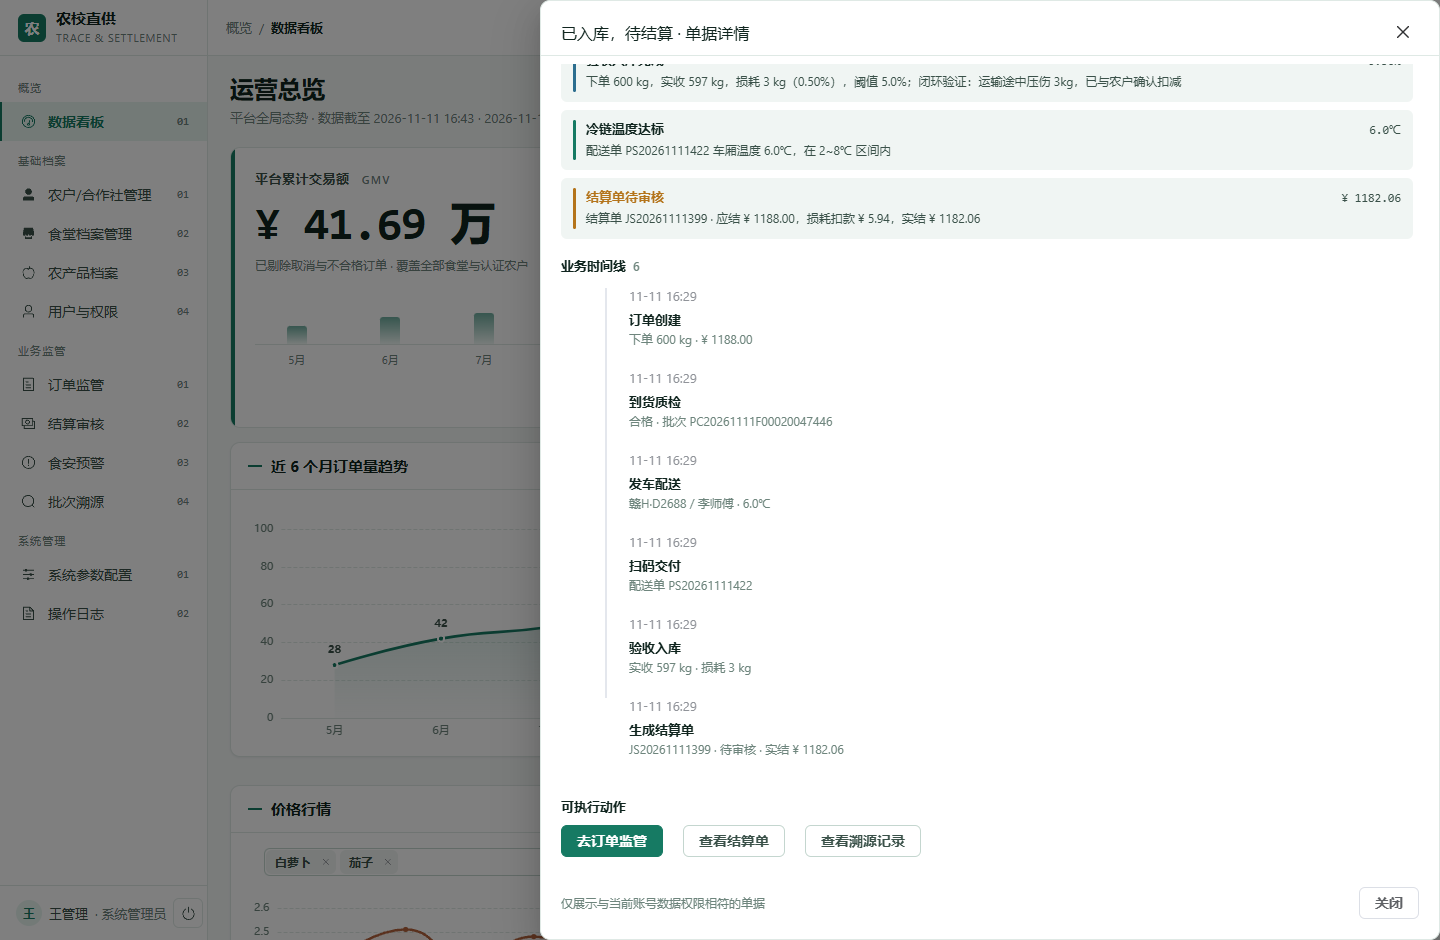 农
农校直供
TRACE & SETTLEMENT
概览
数据看板 01
基础档案
农户/合作社管理 01
食堂档案管理 02
农产品档案 03
用户与权限 04
业务监管
订单监管 01
结算审核 02
食安预警 03
批次溯源 04
系统管理
系统参数配置 01
操作日志 02
王 王管理 · 系统管理员
概览 / 数据看板
运营总览
平台全局态势 · 数据截至 2026-11-11 16:43 · 2026-11-1
平台累计交易额 GMV
¥ 41.69 万
已剔除取消与不合格订单 · 覆盖全部食堂与认证农户
5月 6月 7月
近 6 个月订单量趋势
100
80
60
40
20
0
28
42
5月 6月
价格行情
白萝卜 × 茄子 ×
2.6
2.5
已入库，待结算 · 单据详情
下单 600 kg，实收 597 kg，损耗 3 kg（0.50%），阈值 5.0%；闭环验证：运输途中压伤 3kg，已与农户确认扣减
冷链温度达标 6.0℃
配送单 PS20261111422 车厢温度 6.0℃，在 2~8℃ 区间内
结算单待审核 ¥ 1182.06
结算单 JS20261111399 · 应结 ¥ 1188.00，损耗扣款 ¥ 5.94，实结 ¥ 1182.06
业务时间线 6
11-11 16:29
订单创建
下单 600 kg · ¥ 1188.00
11-11 16:29
到货质检
合格 · 批次 PC20261111F00020047446
11-11 16:29
发车配送
赣H·D2688 / 李师傅 · 6.0℃
11-11 16:29
扫码交付
配送单 PS20261111422
11-11 16:29
验收入库
实收 597 kg · 损耗 3 kg
11-11 16:29
生成结算单
JS20261111399 · 待审核 · 实结 ¥ 1182.06
可执行动作
去订单监管 查看结算单 查看溯源记录
仅展示与当前账号数据权限相符的单据
关闭